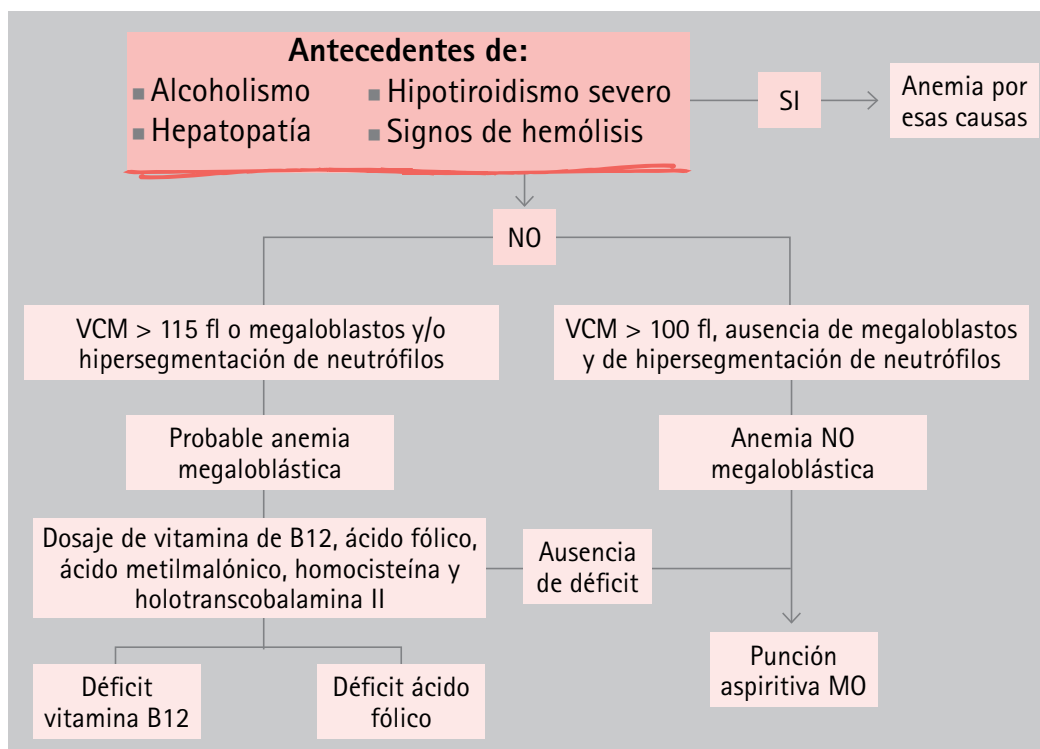 Antecedentes de:
▪ Alcoholismo
▪ Hipotiroidismo severo
▪ Hepatopatía
▪ Signos de hemólisis
SI
Anemia por
esas causas
NO
VCM > 115 fl o megaloblastos y/o
hipersegmentación de neutrófilos
VCM > 100 fl, ausencia de megaloblastos
y de hipersegmentación de neutrófilos
Probable anemia
megaloblástica
Anemia NO
megaloblástica
Dosaje de vitamina de B12, ácido fólico,
ácido metilmalónico, homocisteína y
holotranscobalamina II
Ausencia
de déficit
Déficit
vitamina B12
Déficit ácido
fólico
Punción
aspiritiva MO